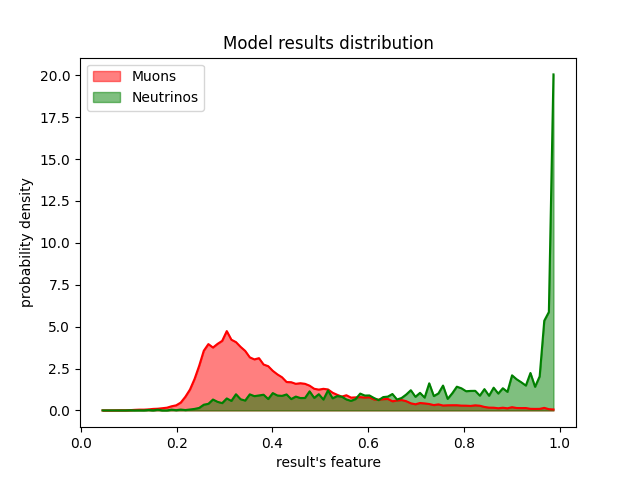 Model results distribution
Muons
Neutrinos
probability density
20.0
17.5
15.0
12.5
10.0
7.5
5.0
2.5
0.0
0.0 0.2 0.4 0.6 0.8 1.0
result's feature